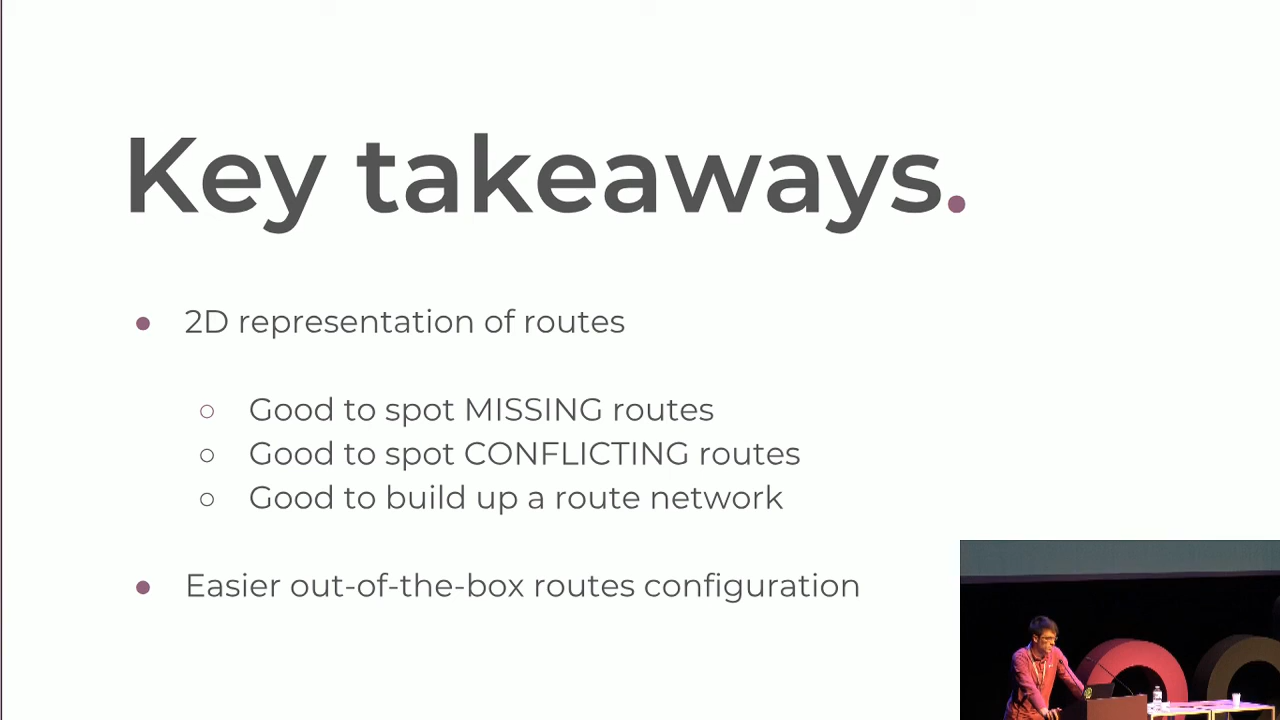 Key takeaways.
● 2D representation of routes
○ Good to spot MISSING routes
○ Good to spot CONFLICTING routes
○ Good to build up a route network
● Easier out-of-the-box routes configuration